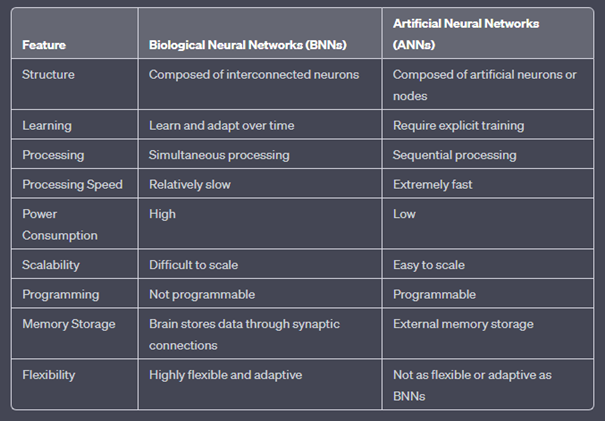 Feature Biological Neural Networks (BNNs) Artificial Neural Networks (ANNs)
Structure Composed of interconnected neurons Composed of artificial neurons or nodes
Learning Learn and adapt over time Require explicit training
Processing Simultaneous processing Sequential processing
Processing Speed Relatively slow Extremely fast
Power Consumption High Low
Scalability Difficult to scale Easy to scale
Programming Not programmable Programmable
Memory Storage Brain stores data through synaptic connections External memory storage
Flexibility Highly flexible and adaptive Not as flexible or adaptive as BNNs